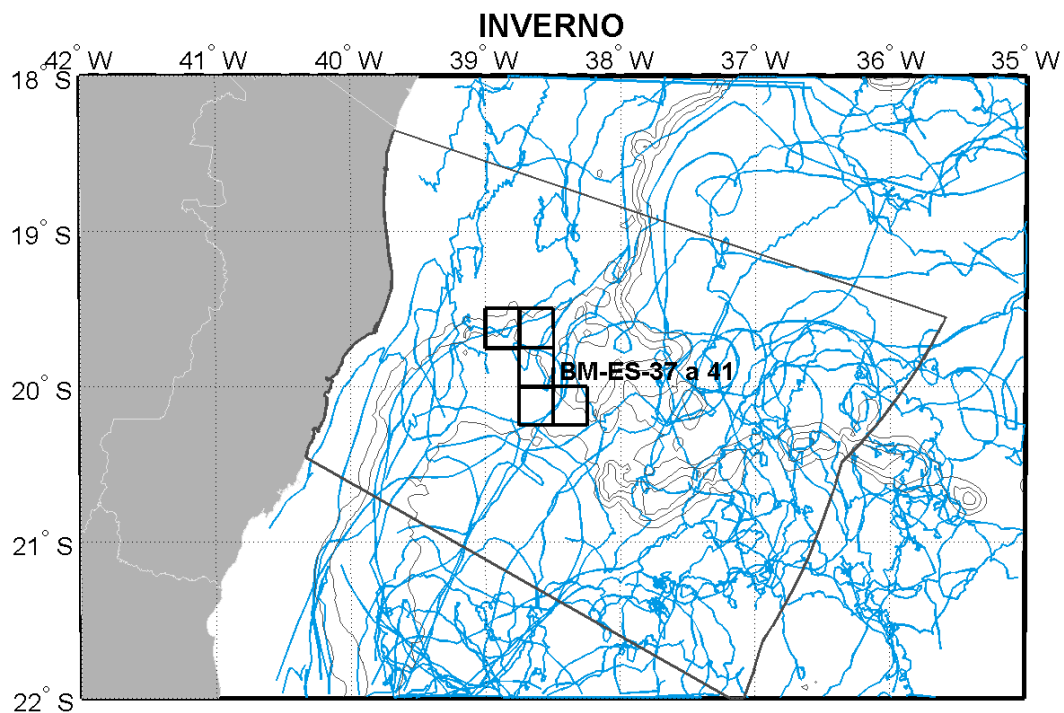 INVERNO
42° W 41° W 40° W 39° W 38° W 37° W 36° W 35° W
18° S
19° S
BM-ES-37 a 41
20° S
21° S
22° S